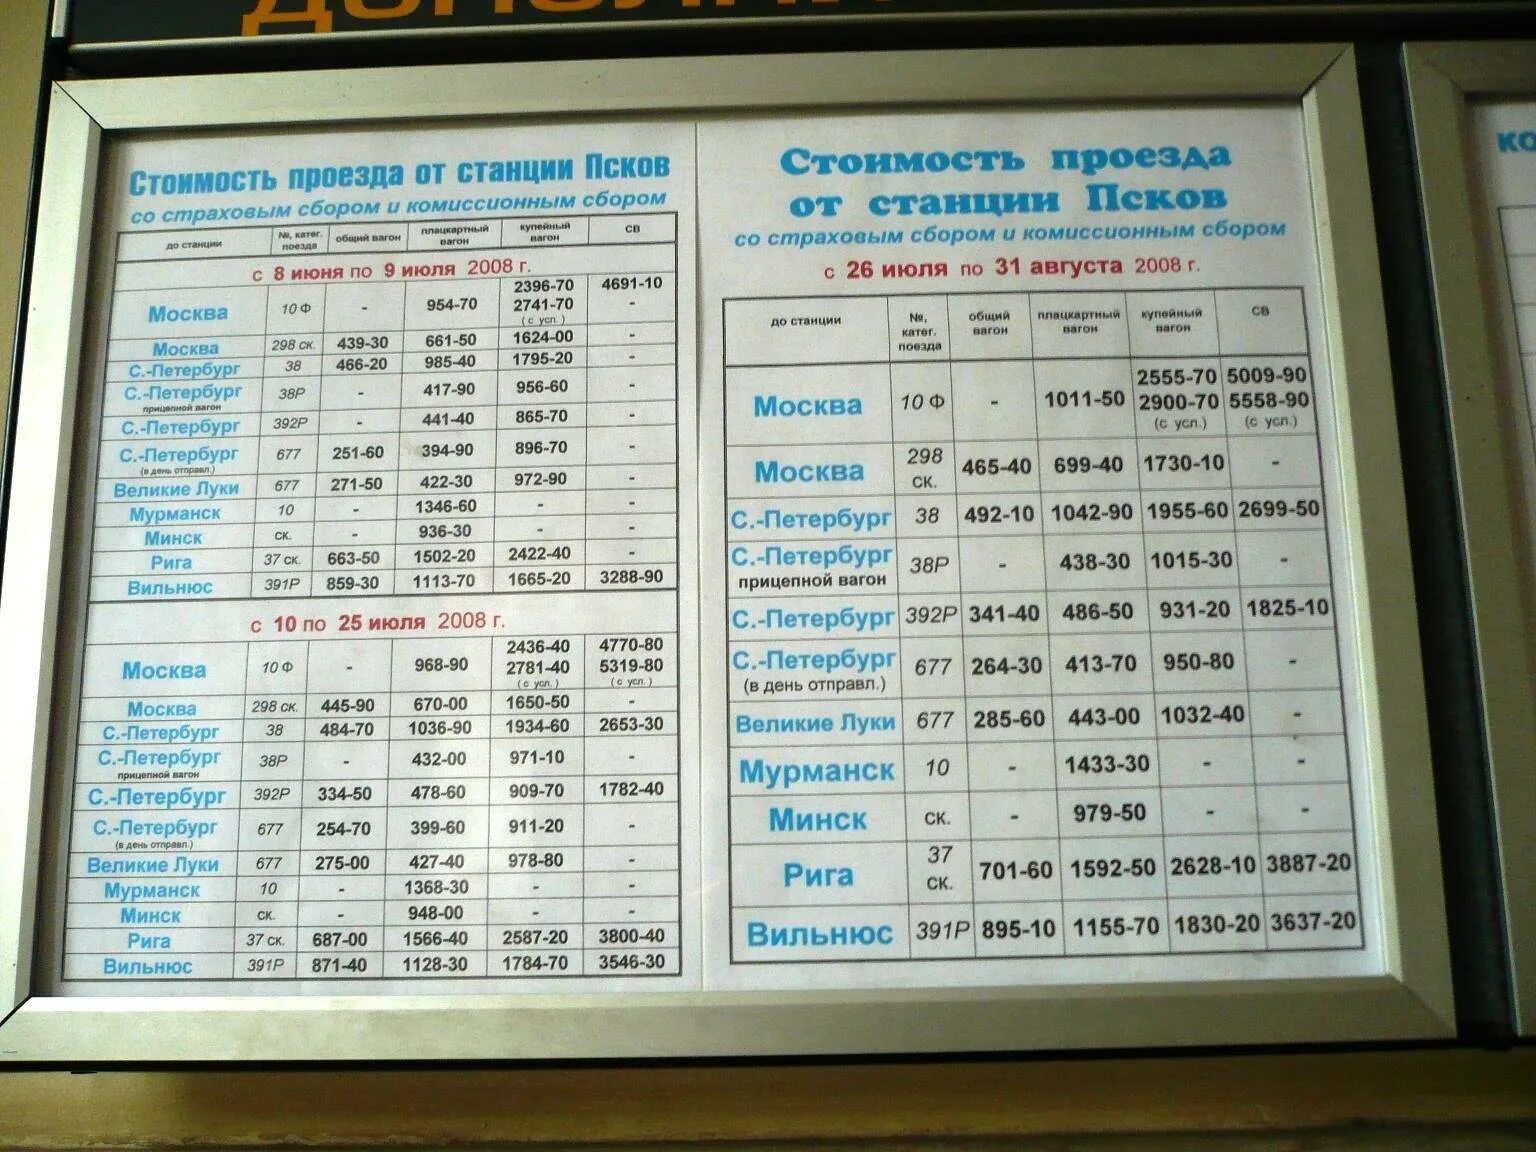 Стоимость проезда от станции Псков
со страховым сбором и комиссионным сбором
до станции №, катег. поезда общий вагон плацкартный вагон купейный вагон СВ
с 8 июня по 9 июля 2008 г.
Москва 10 Ф - 954-70 2396-70 4691-10
2741-70 -
(с усл.)
Москва 298 ск. 439-30 661-50 1624-00 -
С.-Петербург 38 466-20 985-40 1795-20 -
С.-Петербург 38Р - 417-90 956-60 -
прицепной вагон
С.-Петербург 392Р - 441-40 865-70 -
С.-Петербург 677 251-60 394-90 896-70 -
(в день отправл.)
Великие Луки 677 271-50 422-30 972-90 -
Мурманск 10 - 1346-60 - -
Минск ск. - 936-30 - -
Рига 37 ск. 663-50 1502-20 2422-40 -
Вильнюс 391Р 859-30 1113-70 1665-20 3288-90
с 10 по 25 июля 2008 г.
Москва 10 Ф - 968-90 2436-40 4770-80
2781-40 5319-80
(с усл.) (с усл.)
Москва 298 ск. 445-90 670-00 1650-50 -
С.-Петербург 38 484-70 1036-90 1934-60 2653-30
С.-Петербург 38Р - 432-00 971-10 -
прицепной вагон
С.-Петербург 392Р 334-50 478-60 909-70 1782-40
С.-Петербург 677 254-70 399-60 911-20 -
(в день отправл.)
Великие Луки 677 275-00 427-40 978-80 -
Мурманск 10 - 1368-30 - -
Минск ск. - 948-00 - -
Рига 37 ск. 687-00 1566-40 2587-20 3800-40
Вильнюс 391Р 871-40 1128-30 1784-70 3546-30
Стоимость проезда
от станции Псков
со страховым сбором и комиссионным сбором
с 26 июля по 31 августа 2008 г.
до станции №, катег. поезда общий вагон плацкартный вагон купейный вагон СВ
Москва 10 Ф - 1011-50 2555-70 5009-90
2900-70 5558-90
(с усл.) (с усл.)
Москва 298 ск. 465-40 699-40 1730-10 -
С.-Петербург 38 492-10 1042-90 1955-60 2699-50
С.-Петербург 38Р - 438-30 1015-30 -
прицепной вагон
С.-Петербург 392Р 341-40 486-50 931-20 1825-10
С.-Петербург 677 264-30 413-70 950-80 -
(в день отправл.)
Великие Луки 677 285-60 443-00 1032-40 -
Мурманск 10 - 1433-30 - -
Минск ск. - 979-50 - -
Рига 37 ск. 701-60 1592-50 2628-10 3887-20
Вильнюс 391Р 895-10 1155-70 1830-20 3637-20